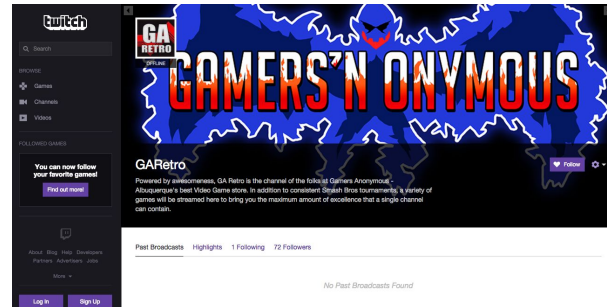 twitch
Search
BROWSE
Games
Channels
Videos
FOLLOWED GAMES
You can now follow
your favorite games!
Find out more!
About Blog Help Developers
Partners Advertisers Jobs
More
Log In Sign Up
GA
RETRO
OFFLINE
GAMERS'N ONYMOUS
GARetro
Follow
Powered by awesomeness, GA Retro is the channel of the folks at Gamers Anonymous -
Albuquerque's best Video Game store. In addition to consistent Smash Bros tournaments, a variety of
games will be streamed here to bring you the maximum amount of excellence that a single channel
can contain.
Past Broadcasts Highlights 1 Following 72 Followers
No Past Broadcasts Found